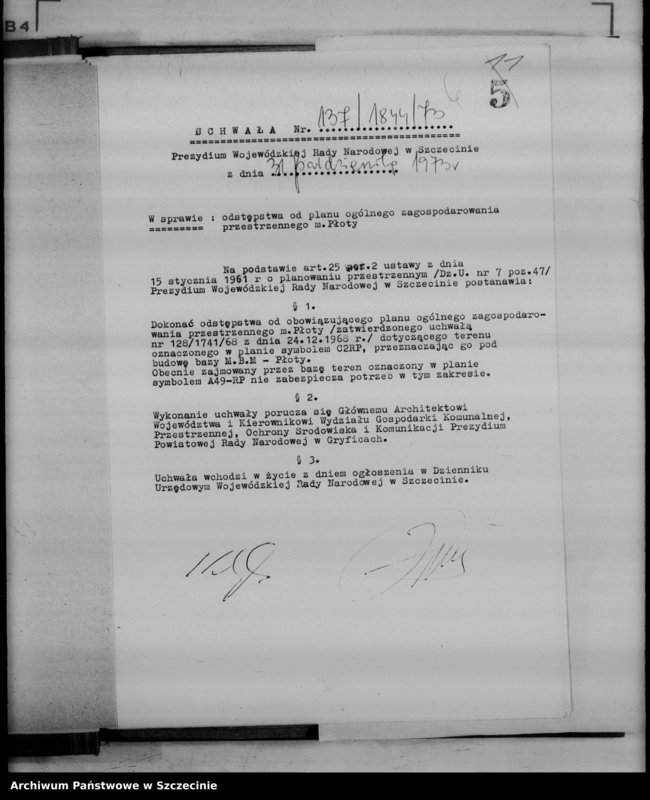 B4
11
5
6
UCHWAŁA Nr. 137/1844/73
Prezydium Wojewódzkiej Rady Narodowej w Szczecinie
z dnia 31 października 1973r
W sprawie : odstępstwa od planu ogólnego zagospodarowania
przestrzennego m.Płoty
Na podstawie art.25 ust.2 ustawy z dnia
15 stycznia 1961 r o planowaniu przestrzennym /Dz.U. nr 7 poz.47/
Prezydium Wojewódzkiej Rady Narodowej w Szczecinie postanawia:
§ 1.
Dokonać odstępstwa od obowiązującego planu ogólnego zagospodaro-
wania przestrzennego m.Płoty /zatwierdzonego uchwałą
nr 128/1741/68 z dnia 24.12.1968 r./ dotyczącego terenu
oznaczonego w planie symbolem C2RP, przeznaczając go pod
budowę bazy M.B.M - Płoty.
Obecnie zajmowany przez bazę teren oznaczony w planie
symbolem A49-RP nie zabezpiecza potrzeb w tym zakresie.
§ 2.
Wykonanie uchwały porucza się Głównemu Architektowi
Województwa i Kierownikowi Wydziału Gospodarki Komunalnej,
Przestrzennej, Ochrony Środowiska i Komunikacji Prezydium
Powiatowej Rady Narodowej w Gryficach.
§ 3.
Uchwała wchodzi w życie z dniem ogłoszenia w Dzienniku
Urzędowym Wojewódzkiej Rady Narodowej w Szczecinie.
Archiwum Państwowe w Szczecinie